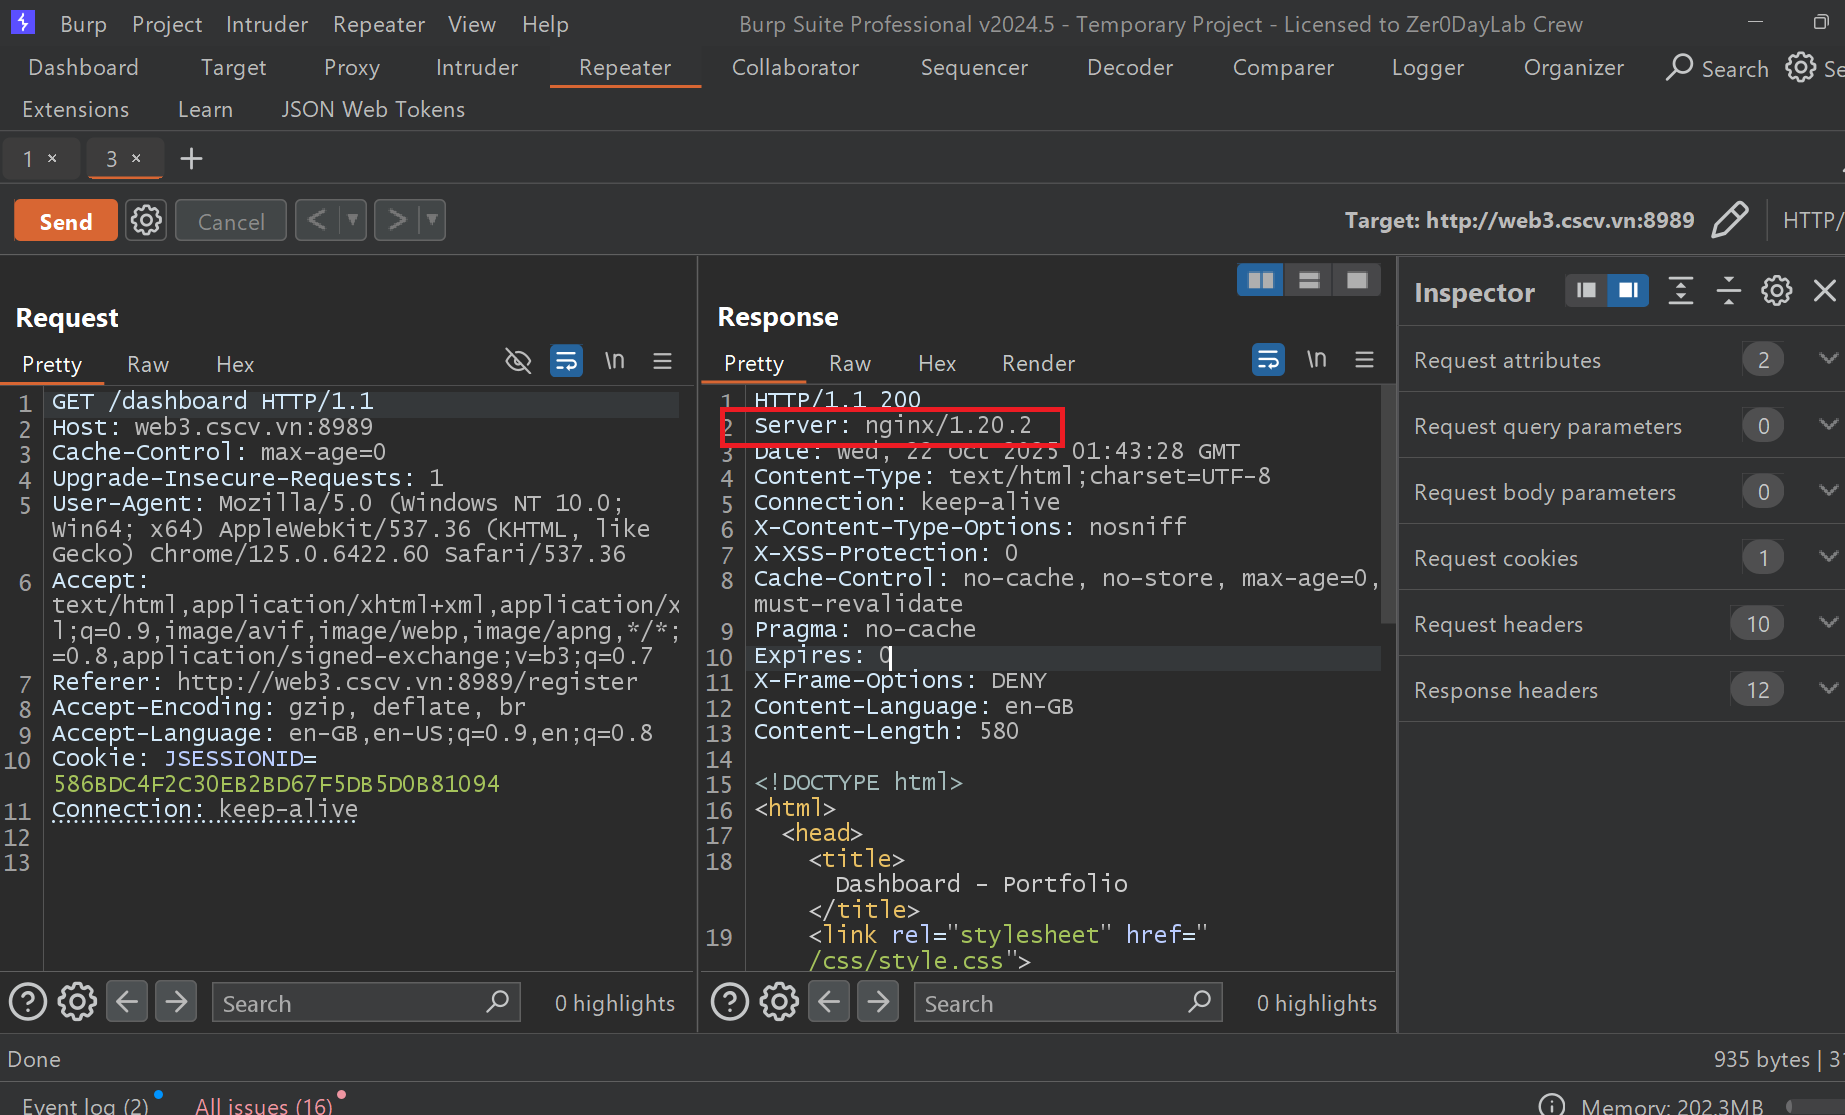 Burp Project Intruder Repeater View Help Burp Suite Professional v2024.5 - Temporary Project - Licensed to Zer0DayLab Crew
Dashboard Target Proxy Intruder Repeater Collaborator Sequencer Decoder Comparer Logger Organizer Search Se
Extensions Learn JSON Web Tokens
1 × 3 × +
Send Cancel < > Target: http://web3.cscv.vn:8989 HTTP/
Request
Pretty Raw Hex \n
1 GET /dashboard HTTP/1.1
2 Host: web3.cscv.vn:8989
3 Cache-Control: max-age=0
4 Upgrade-Insecure-Requests: 1
5 User-Agent: Mozilla/5.0 (Windows NT 10.0;
Win64; x64) AppleWebKit/537.36 (KHTML, like
Gecko) Chrome/125.0.6422.60 Safari/537.36
6 Accept:
text/html,application/xhtml+xml,application/x
l;q=0.9,image/avif,image/webp,image/apng,*/*;
=0.8,application/signed-exchange;v=b3;q=0.7
7 Referer: http://web3.cscv.vn:8989/register
8 Accept-Encoding: gzip, deflate, br
9 Accept-Language: en-GB,en-US;q=0.9,en;q=0.8
10 Cookie: JSESSIONID=
586BDC4F2C30EB2BD67F5DB5D0B81094
11 Connection: keep-alive
12
13
Search 0 highlights
Response
Pretty Raw Hex Render \n
1 HTTP/1.1 200
2 Server: nginx/1.20.2
3 Date: Wed, 22 Oct 2025 01:43:28 GMT
4 Content-Type: text/html;charset=UTF-8
5 Connection: keep-alive
6 X-Content-Type-Options: nosniff
7 X-XSS-Protection: 0
8 Cache-Control: no-cache, no-store, max-age=0,
must-revalidate
9 Pragma: no-cache
10 Expires: 0
11 X-Frame-Options: DENY
12 Content-Language: en-GB
13 Content-Length: 580
14
15 <!DOCTYPE html>
16 <html>
17 <head>
18 <title>
Dashboard - Portfolio
</title>
19 <link rel="stylesheet" href="
/css/style.css">
Search 0 highlights
Inspector
Request attributes 2
Request query parameters 0
Request body parameters 0
Request cookies 1
Request headers 10
Response headers 12
Done 935 bytes | 3
Event log (2) All issues (16) Memory: 202.3MB